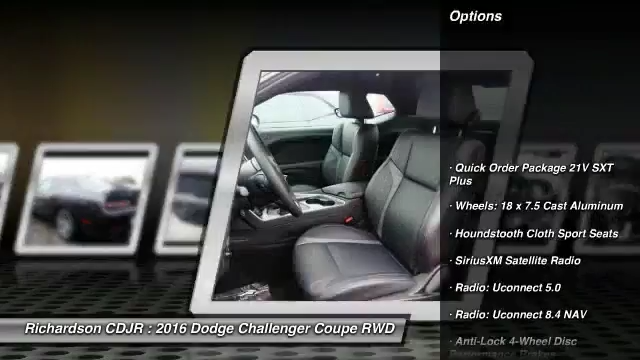 Options
· Quick Order Package 21V SXT
Plus
· Wheels: 18 x 7.5 Cast Aluminum
· Houndstooth Cloth Sport Seats
· SiriusXM Satellite Radio
· Radio: Uconnect 5.0
· Radio: Uconnect 8.4 NAV
· Anti-Lock 4-Wheel Disc
Performance Brakes
Richardson CDJR : 2016 Dodge Challenger Coupe RWD